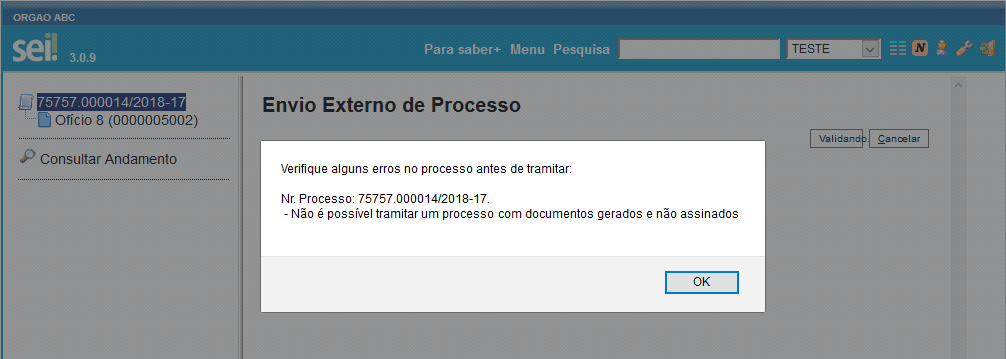 ORGAO ABC
sei! 3.0.9
Para saber+ Menu Pesquisa TESTE N
75757.000014/2018-17
Ofício 8 (0000005002)
Consultar Andamento
Envio Externo de Processo
Validando. Cancelar
Verifique alguns erros no processo antes de tramitar:
Nr. Processo: 75757.000014/2018-17.
- Não é possível tramitar um processo com documentos gerados e não assinados
OK